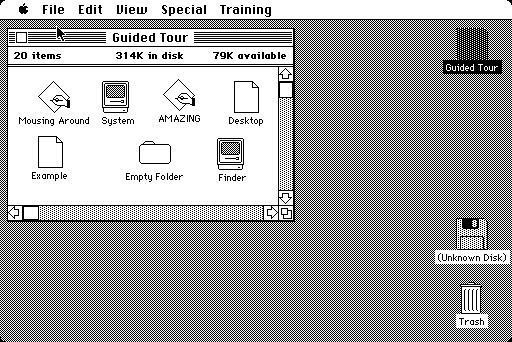 File Edit View Special Training
Guided Tour
20 items 314K in disk 79K available
Mousing Around System AMAZING Desktop
Example Empty Folder Finder
Guided Tour
(Unknown Disk)
Trash